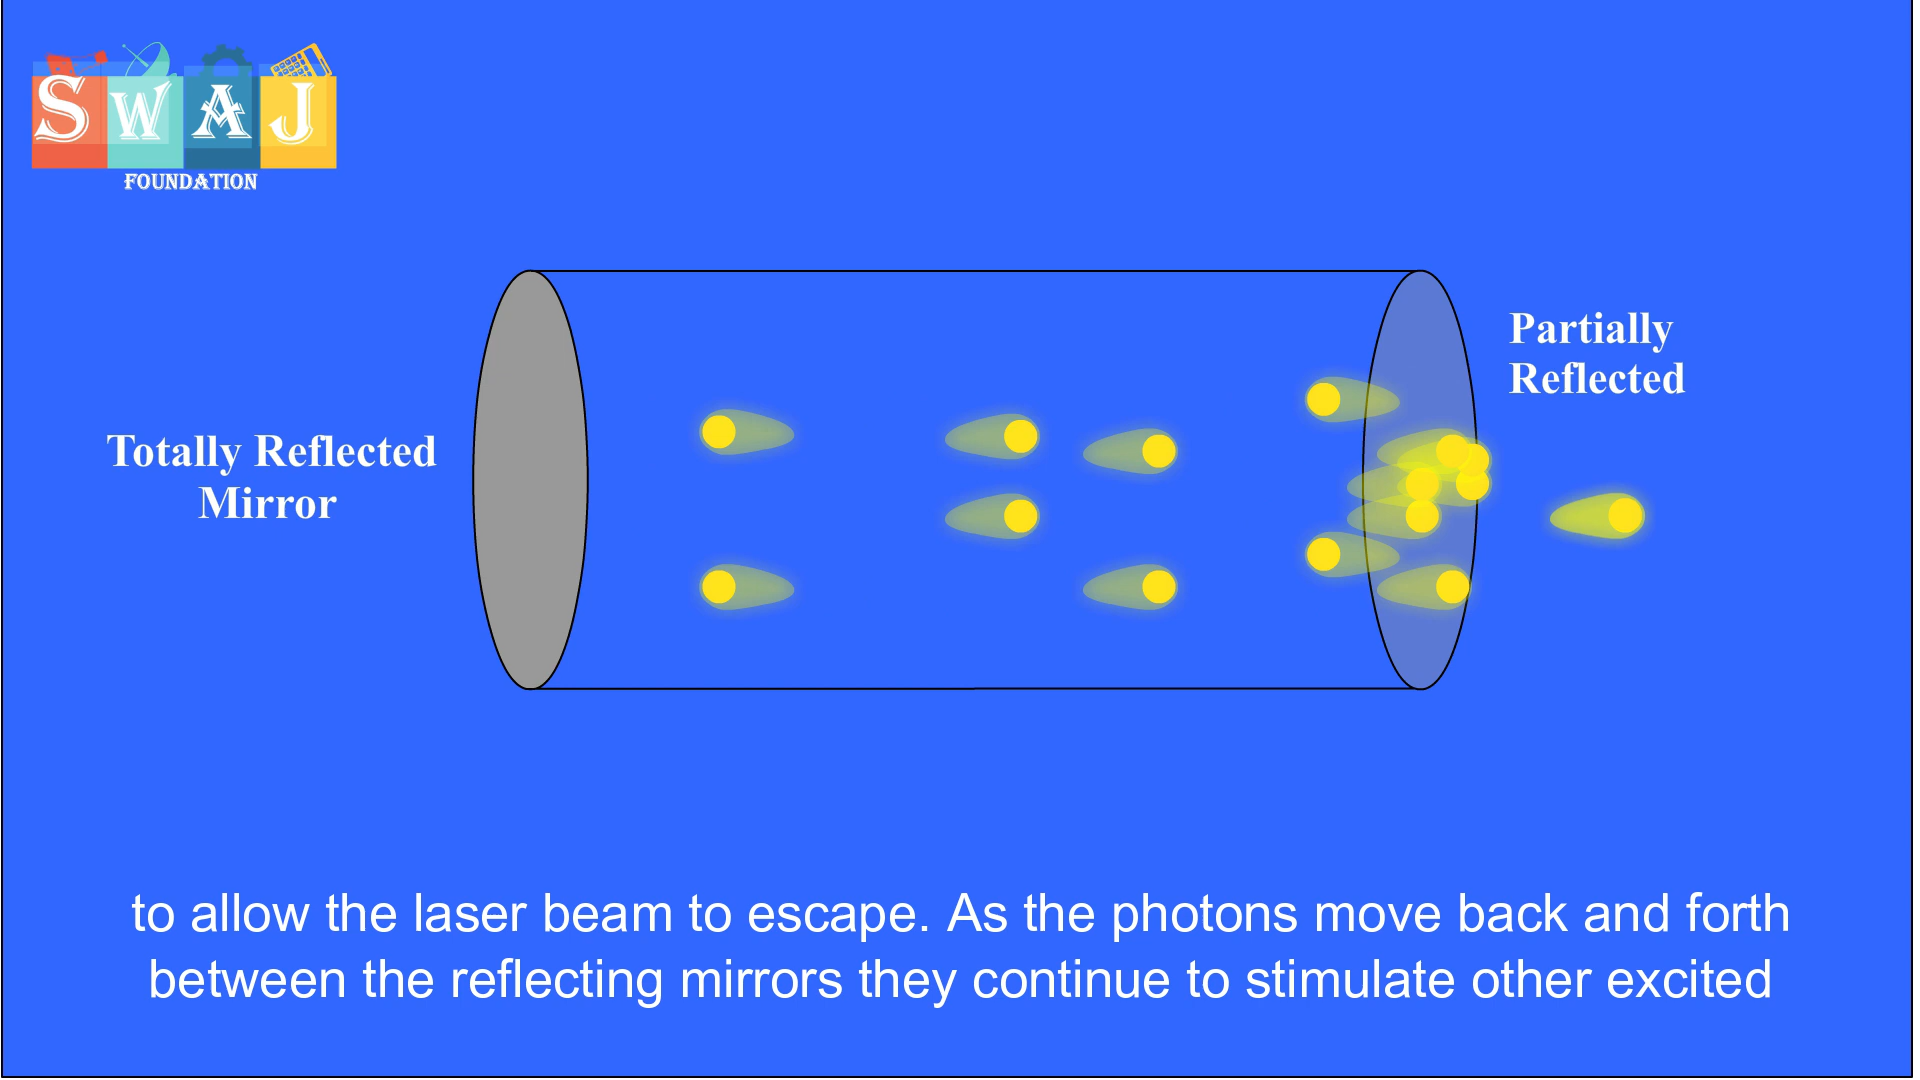 SWAJ
FOUNDATION
Partially
Reflected
Totally Reflected
Mirror
to allow the laser beam to escape. As the photons move back and forth
between the reflecting mirrors they continue to stimulate other excited